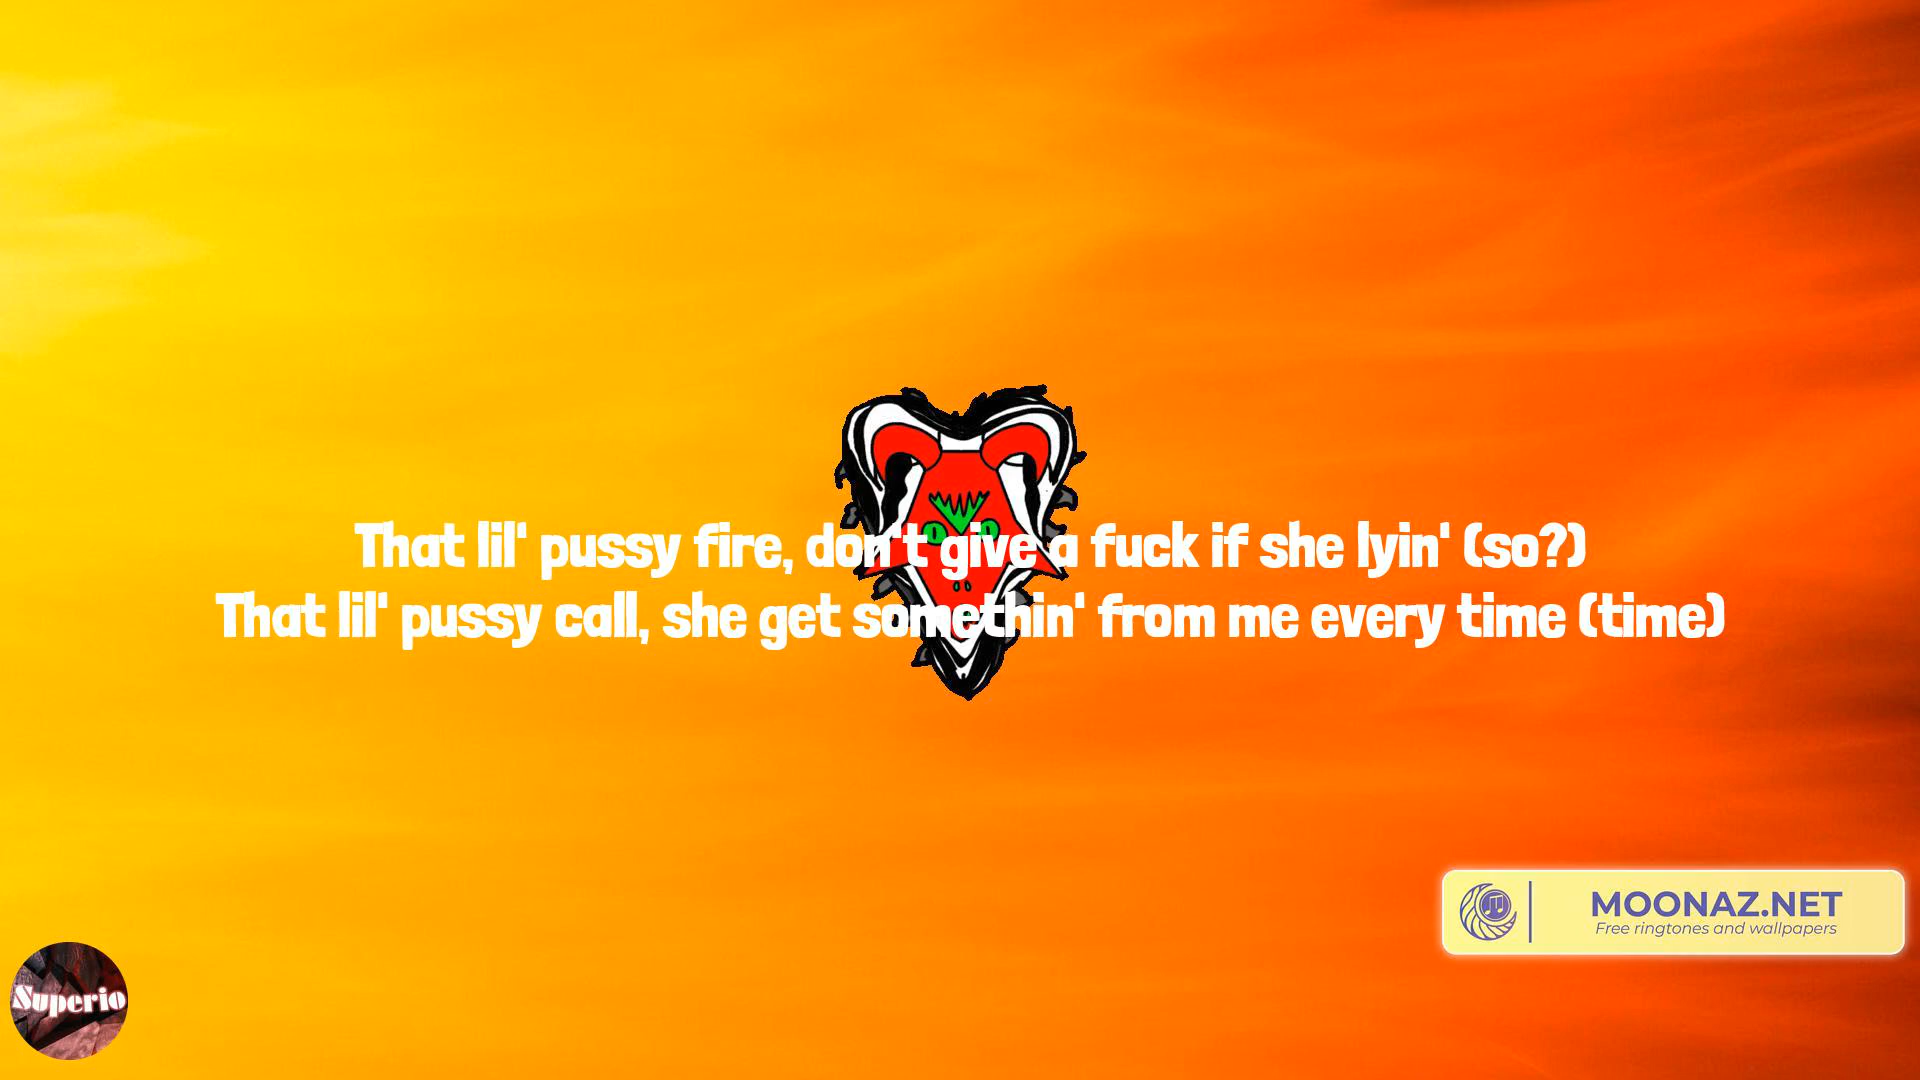 That lil' pussy fire, don't give a fuck if she lyin' (so?)
That lil' pussy call, she get somethin' from me every time (time)
MOONAZ.NET
Free ringtones and wallpapers
Superio